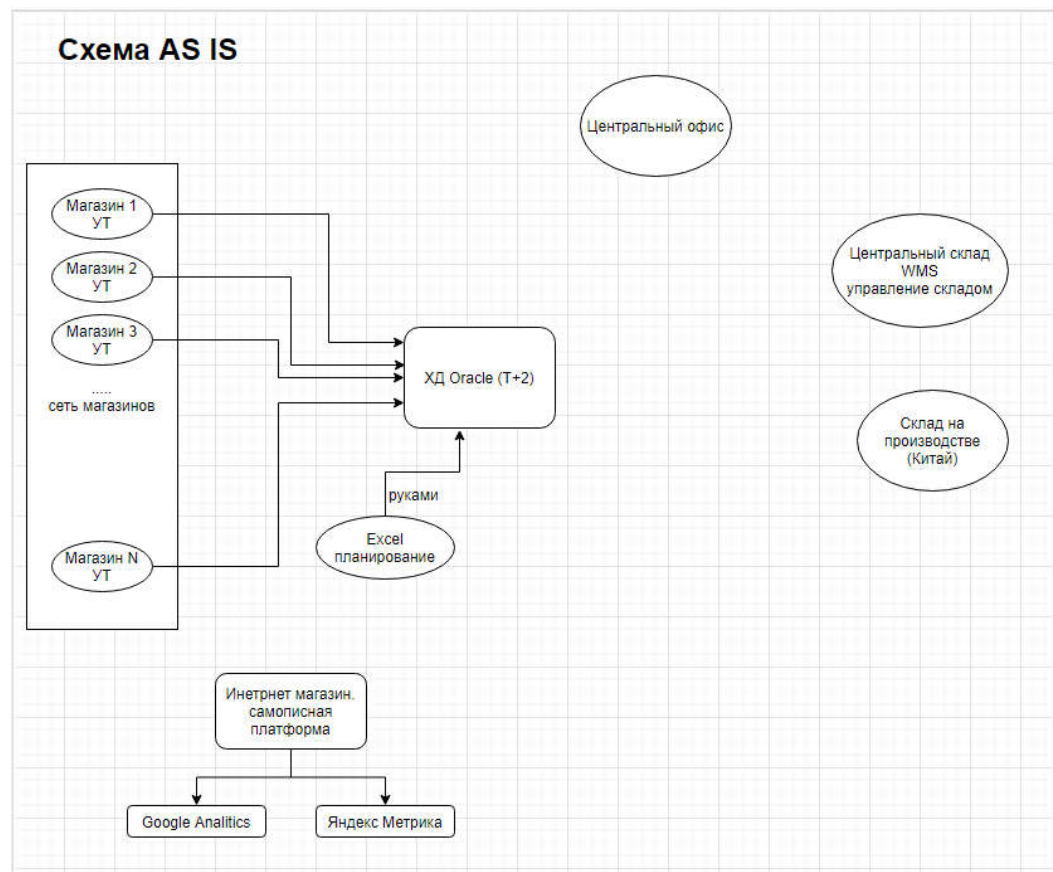 Схема AS IS
Центральный офис
Магазин 1
УТ
Магазин 2
УТ
Магазин 3
УТ
.....
сеть магазинов
Магазин N
УТ
ХД Oracle (T+2)
руками
Excel
планирование
Центральный склад
WMS
управление складом
Склад на
производстве
(Китай)
Инетрнет магазин.
самописная
платформа
Google Analitics
Яндекс Метрика